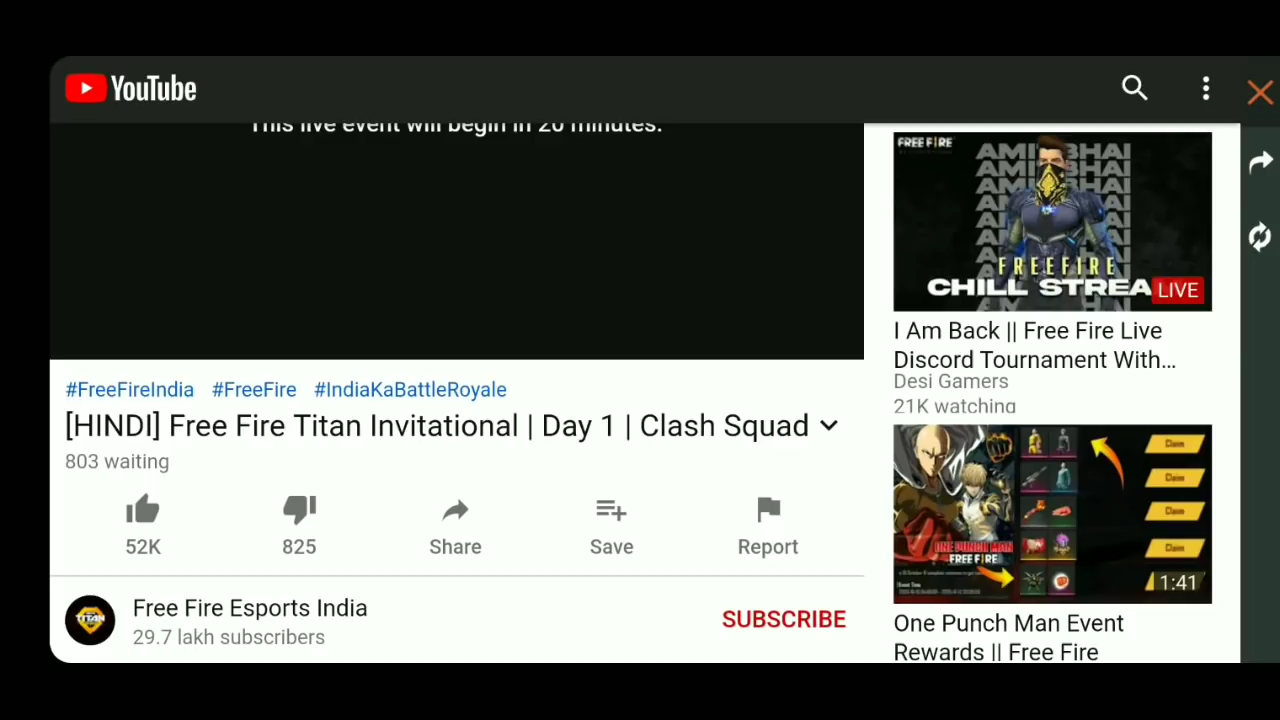 YouTube
This live event will begin in 20 minutes.
#FreeFireIndia #FreeFire #IndiaKaBattleRoyale
[HINDI] Free Fire Titan Invitational | Day 1 | Clash Squad
803 waiting
52K
825
Share
Save
Report
Free Fire Esports India
29.7 lakh subscribers
SUBSCRIBE
TITAN
FREE FIRE
FREEFIRE
CHILL STREA
LIVE
I Am Back || Free Fire Live
Discord Tournament With...
Desi Gamers
21K watching
Claim
Claim
Claim
Claim
ONE PUNCH MAN
FREE FIRE
1:41
One Punch Man Event
Rewards || Free Fire